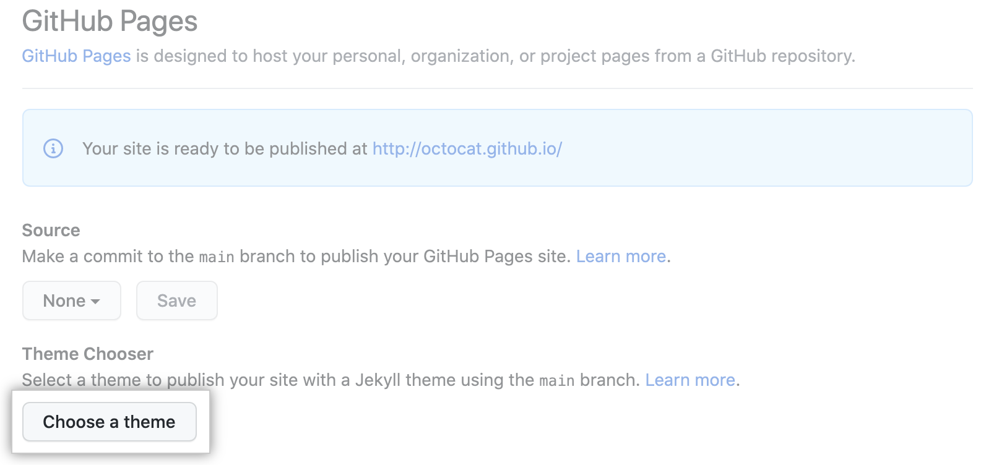 GitHub Pages
GitHub Pages is designed to host your personal, organization, or project pages from a GitHub repository.
Your site is ready to be published at http://octocat.github.io/
Source
Make a commit to the main branch to publish your GitHub Pages site. Learn more.
None Save
Theme Chooser
Select a theme to publish your site with a Jekyll theme using the main branch. Learn more.
Choose a theme